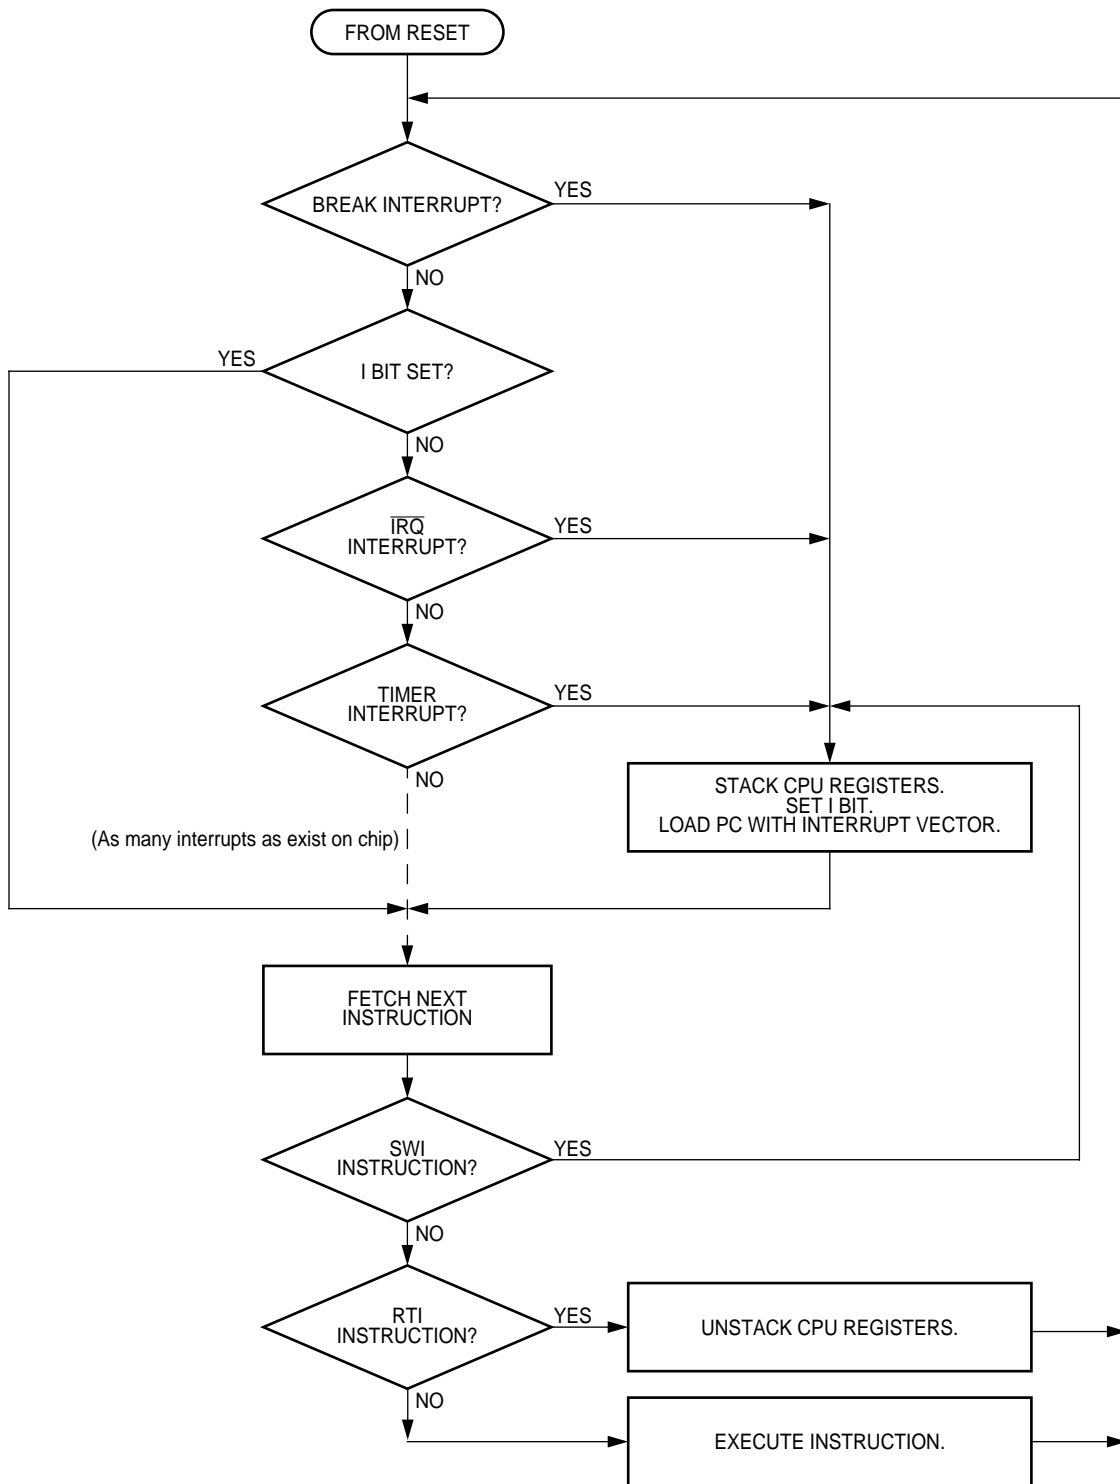 FROM RESET
BREAK INTERRUPT?
YES
NO
YES
I BIT SET?
NO
I̅R̅Q̅
INTERRUPT?
YES
NO
TIMER
INTERRUPT?
YES
NO
STACK CPU REGISTERS.
SET I BIT.
LOAD PC WITH INTERRUPT VECTOR.
(As many interrupts as exist on chip)
FETCH NEXT
INSTRUCTION
SWI
INSTRUCTION?
YES
NO
RTI
INSTRUCTION?
YES
UNSTACK CPU REGISTERS.
NO
EXECUTE INSTRUCTION.